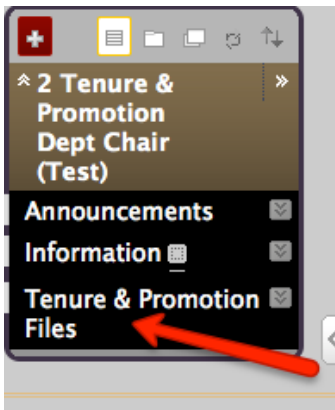 2 Tenure &
Promotion
Dept Chair
(Test)
Announcements
Information
Tenure & Promotion
Files